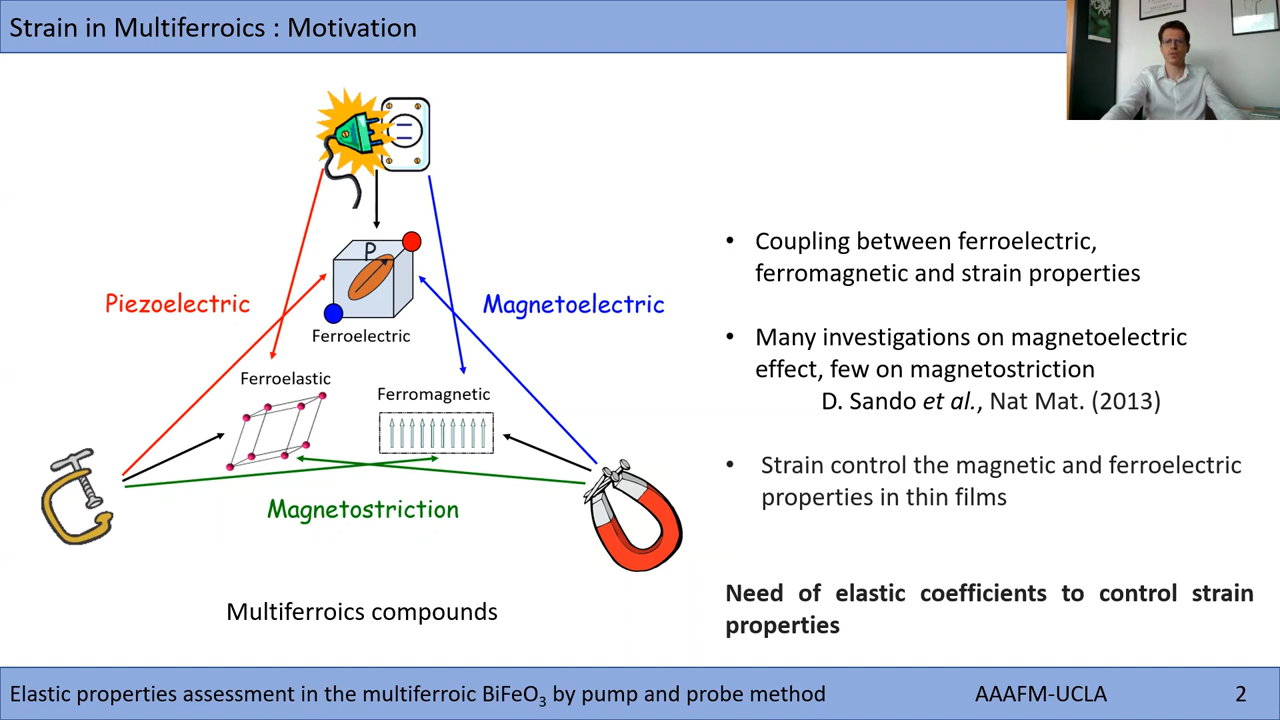 Strain in Multiferroics : Motivation
P
Piezoelectric
Magnetoelectric
Ferroelectric
Ferroelastic
Ferromagnetic
Magnetostriction
Multiferroics compounds
• Coupling between ferroelectric,
ferromagnetic and strain properties
• Many investigations on magnetoelectric
effect, few on magnetostriction
D. Sando et al., Nat Mat. (2013)
• Strain control the magnetic and ferroelectric
properties in thin films
Need of elastic coefficients to control strain
properties
Elastic properties assessment in the multiferroic BiFeO₃ by pump and probe method
AAAFM-UCLA
2